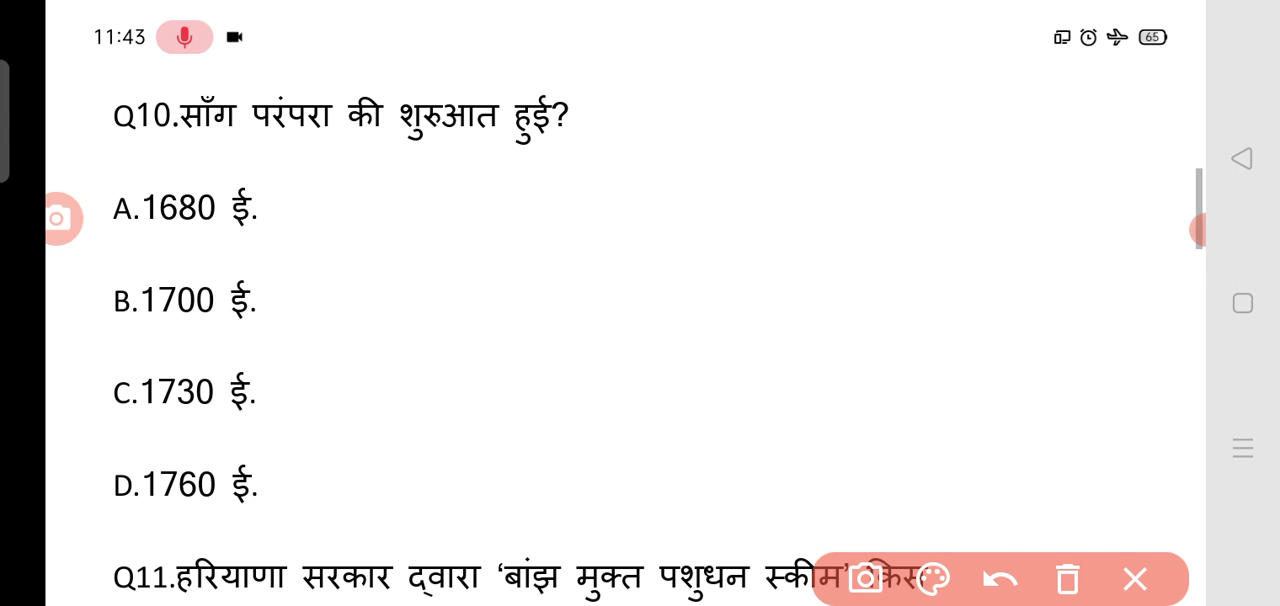 11:43
65
Q10.साँग परंपरा की शुरुआत हुई?
A.1680 ई.
B.1700 ई.
C.1730 ई.
D.1760 ई.
Q11.हरियाणा सरकार द्वारा ‘बांझ मुक्त पशुधन स्कीम’ किस